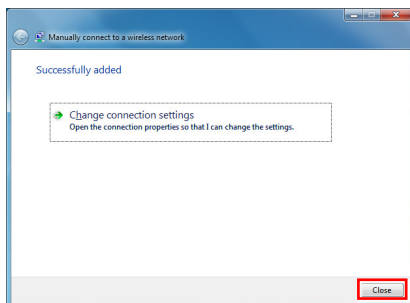 Manually connect to a wireless network
Successfully added
Change connection settings
Open the connection properties so that I can change the settings.
Close